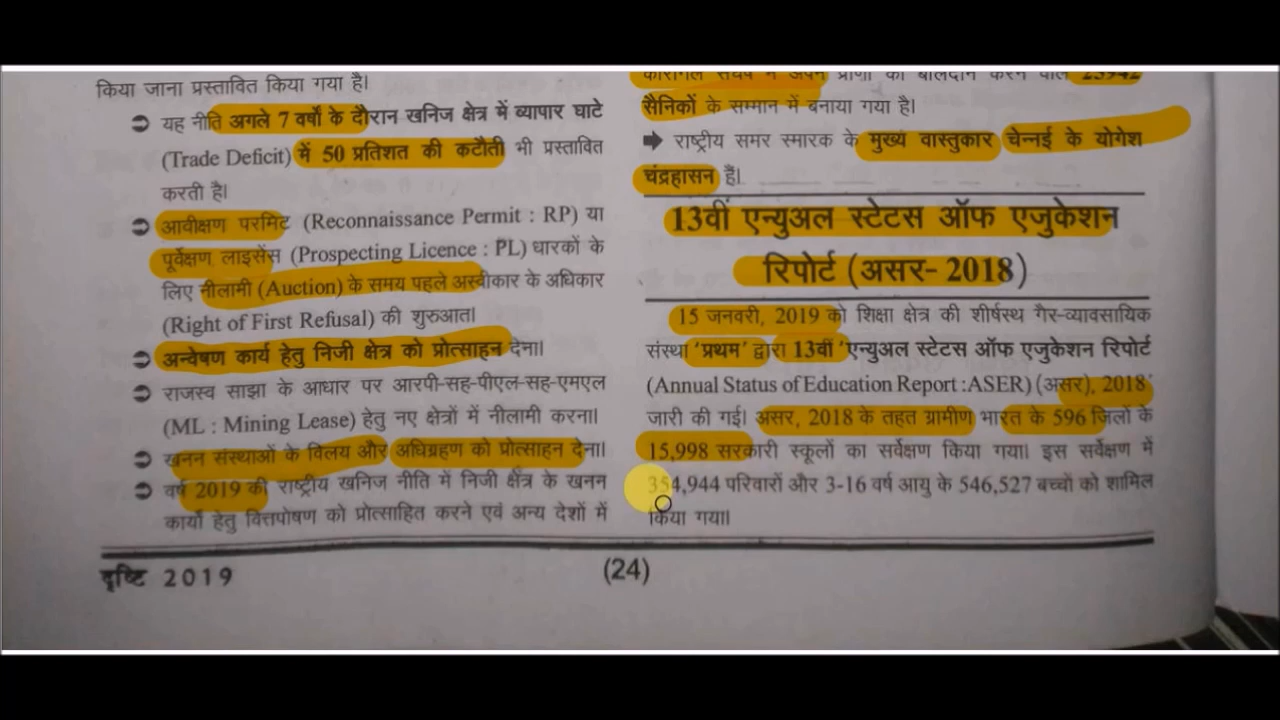 किया जाना प्रस्तावित किया गया है।
➲ यह नीति अगले 7 वर्षों के दौरान खनिज क्षेत्र में व्यापार घाटे
(Trade Deficit) में 50 प्रतिशत की कटौती भी प्रस्तावित
करती है।
➲ आवीक्षण परमिट (Reconnaissance Permit : RP) या
पूर्वेक्षण लाइसेंस (Prospecting Licence : PL) धारकों के
लिए नीलामी (Auction) के समय पहले अस्वीकार के अधिकार
(Right of First Refusal) की शुरुआत।
➲ अन्वेषण कार्य हेतु निजी क्षेत्र को प्रोत्साहन देना।
➲ राजस्व साझा के आधार पर आरपी-सह-पीएल-सह-एमएल
(ML : Mining Lease) हेतु नए क्षेत्रों में नीलामी करना।
➲ खनन संस्थाओं के विलय और अधिग्रहण को प्रोत्साहन देना।
➲ वर्ष 2019 की राष्ट्रीय खनिज नीति में निजी क्षेत्र के खनन
कार्यों हेतु वित्तपोषण को प्रोत्साहित करने एवं अन्य देशों में
कारगिल संघर्ष में अपने प्राणों का बलिदान करने वाले 25942
सैनिकों के सम्मान में बनाया गया है।
➡ राष्ट्रीय समर स्मारक के मुख्य वास्तुकार चेन्नई के योगेश
चंद्रहासन हैं।
13वीं एन्युअल स्टेटस ऑफ एजुकेशन
रिपोर्ट (असर- 2018)
15 जनवरी, 2019 को शिक्षा क्षेत्र की शीर्षस्थ गैर-व्यावसायिक
संस्था 'प्रथम' द्वारा 13वीं 'एन्युअल स्टेटस ऑफ एजुकेशन रिपोर्ट
(Annual Status of Education Report :ASER) (असर), 2018'
जारी की गई। असर, 2018 के तहत ग्रामीण भारत के 596 जिलों के
15,998 सरकारी स्कूलों का सर्वेक्षण किया गया। इस सर्वेक्षण में
354,944 परिवारों और 3-16 वर्ष आयु के 546,527 बच्चों को शामिल
किया गया।
दृष्टि 2019
(24)